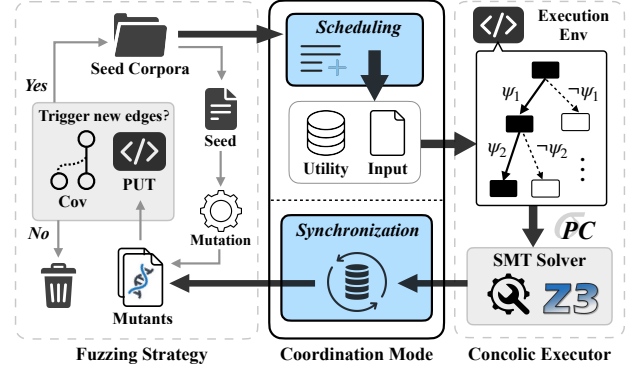 Yes
Seed Corpora
Trigger new edges?
Cov
PUT
No
Seed
Mutation
Mutants
Fuzzing Strategy
Scheduling
Utility
Input
Synchronization
Coordination Mode
Execution
Env
ψ₁
¬ψ₁
ψ₂
¬ψ₂
PC
SMT Solver
Z3
Concolic Executor